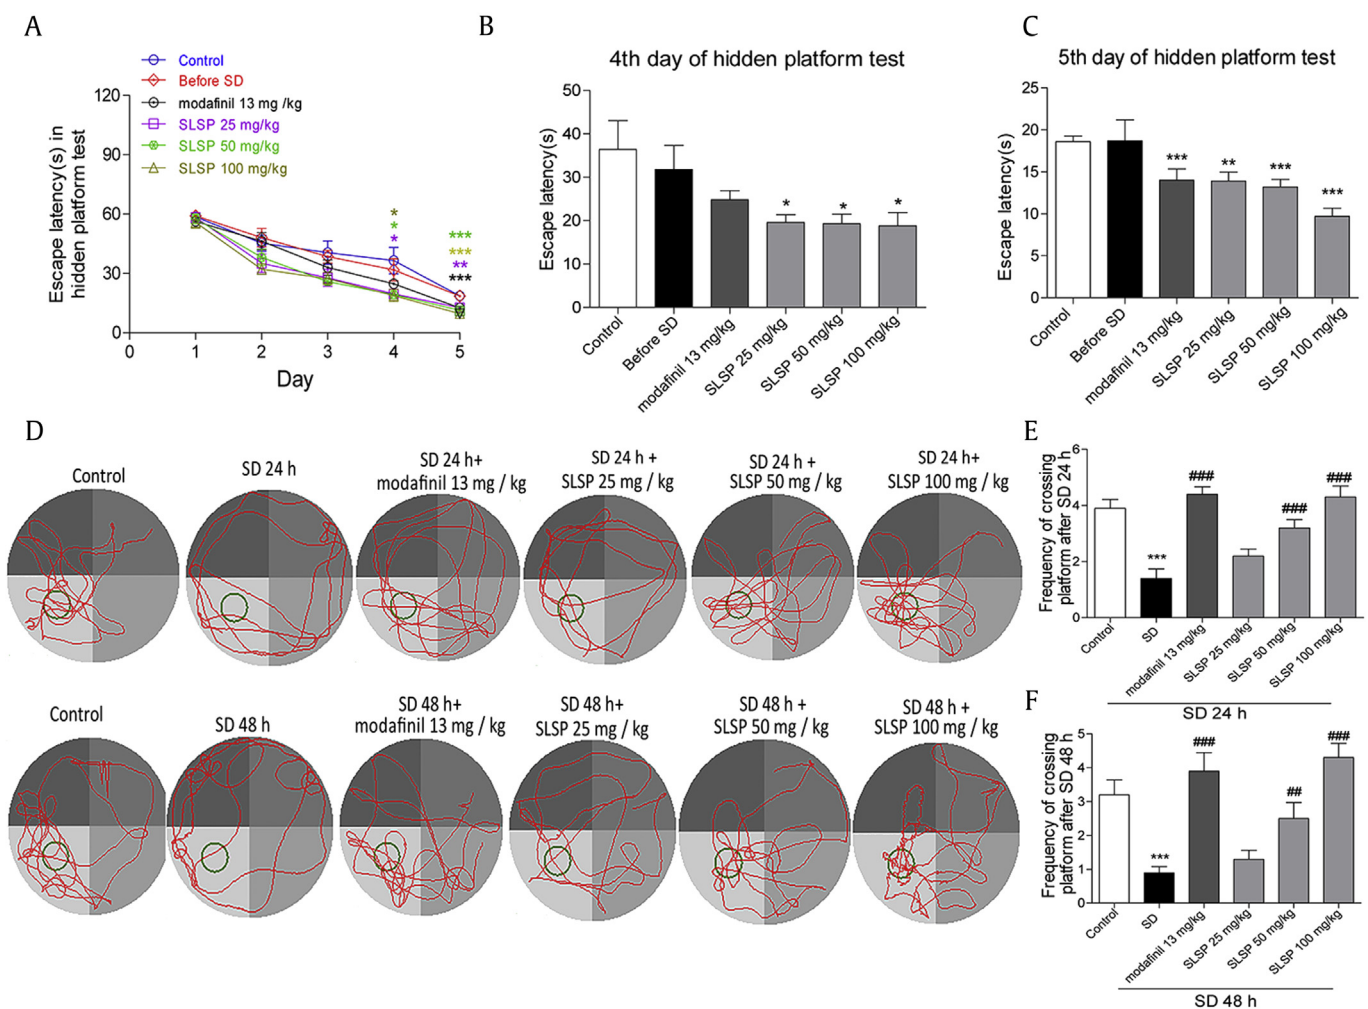 A
Control
Before SD
modafinil 13 mg /kg
SLSP 25 mg/kg
SLSP 50 mg/kg
SLSP 100 mg/kg
Escape latency(s) in
hidden platform test
120
90
60
30
0
0
1
2
3
4
5
*
*
*
***
***
**
***
Day
B
4th day of hidden platform test
Escape latency(s)
50
40
30
20
10
0
*
*
*
Control
Before SD
modafinil 13 mg/kg
SLSP 25 mg/kg
SLSP 50 mg/kg
SLSP 100 mg/kg
C
5th day of hidden platform test
Escape latency(s)
25
20
15
10
5
0
***
**
***
***
Control
Before SD
modafinil 13 mg/kg
SLSP 25 mg/kg
SLSP 50 mg/kg
SLSP 100 mg/kg
D
Control
SD 24 h
SD 24 h+
modafinil 13 mg / kg
SD 24 h +
SLSP 25 mg / kg
SD 24 h +
SLSP 50 mg / kg
SD 24 h+
SLSP 100 mg / kg
Control
SD 48 h
SD 48 h+
modafinil 13 mg / kg
SD 48 h+
SLSP 25 mg / kg
SD 48 h +
SLSP 50 mg / kg
SD 48 h +
SLSP 100 mg / kg
E
Frequency of crossing
platform after SD 24 h
6
4
2
0
***
###
###
###
Control
SD
modafinil 13 mg/kg
SLSP 25 mg/kg
SLSP 50 mg/kg
SLSP 100 mg/kg
SD 24 h
F
Frequency of crossing
platform after SD 48 h
5
4
3
2
1
0
***
###
##
###
Control
SD
modafinil 13 mg/kg
SLSP 25 mg/kg
SLSP 50 mg/kg
SLSP 100 mg/kg
SD 48 h